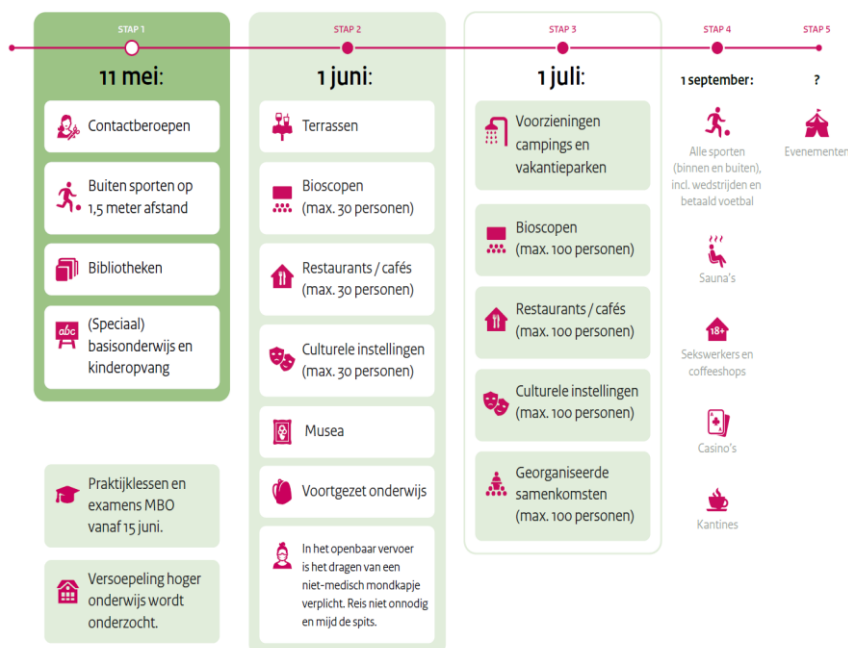 STAP 1
11 mei:
Contactberoepen
Buiten sporten op
1,5 meter afstand
Bibliotheken
abc
(Speciaal)
basisonderwijs en
kinderopvang
Praktijklessen en
examens MBO
vanaf 15 juni.
Versoepeling hoger
onderwijs wordt
onderzocht.
STAP 2
1 juni:
Terrassen
Bioscopen
(max. 30 personen)
Restaurants / cafés
(max. 30 personen)
Culturele instellingen
(max. 30 personen)
Musea
Voortgezet onderwijs
In het openbaar vervoer
is het dragen van een
niet-medisch mondkapje
verplicht. Reis niet onnodig
en mijd de spits.
STAP 3
1 juli:
Voorzieningen
campings en
vakantieparken
Bioscopen
(max. 100 personen)
Restaurants / cafés
(max. 100 personen)
Culturele instellingen
(max. 100 personen)
Georganiseerde
samenkomsten
(max. 100 personen)
STAP 4
1 september:
Alle sporten
(binnen en buiten),
incl. wedstrijden en
betaald voetbal
Sauna's
18+
Sekswerkers en
coffeeshops
Casino's
Kantines
STAP 5
?
Evenementen